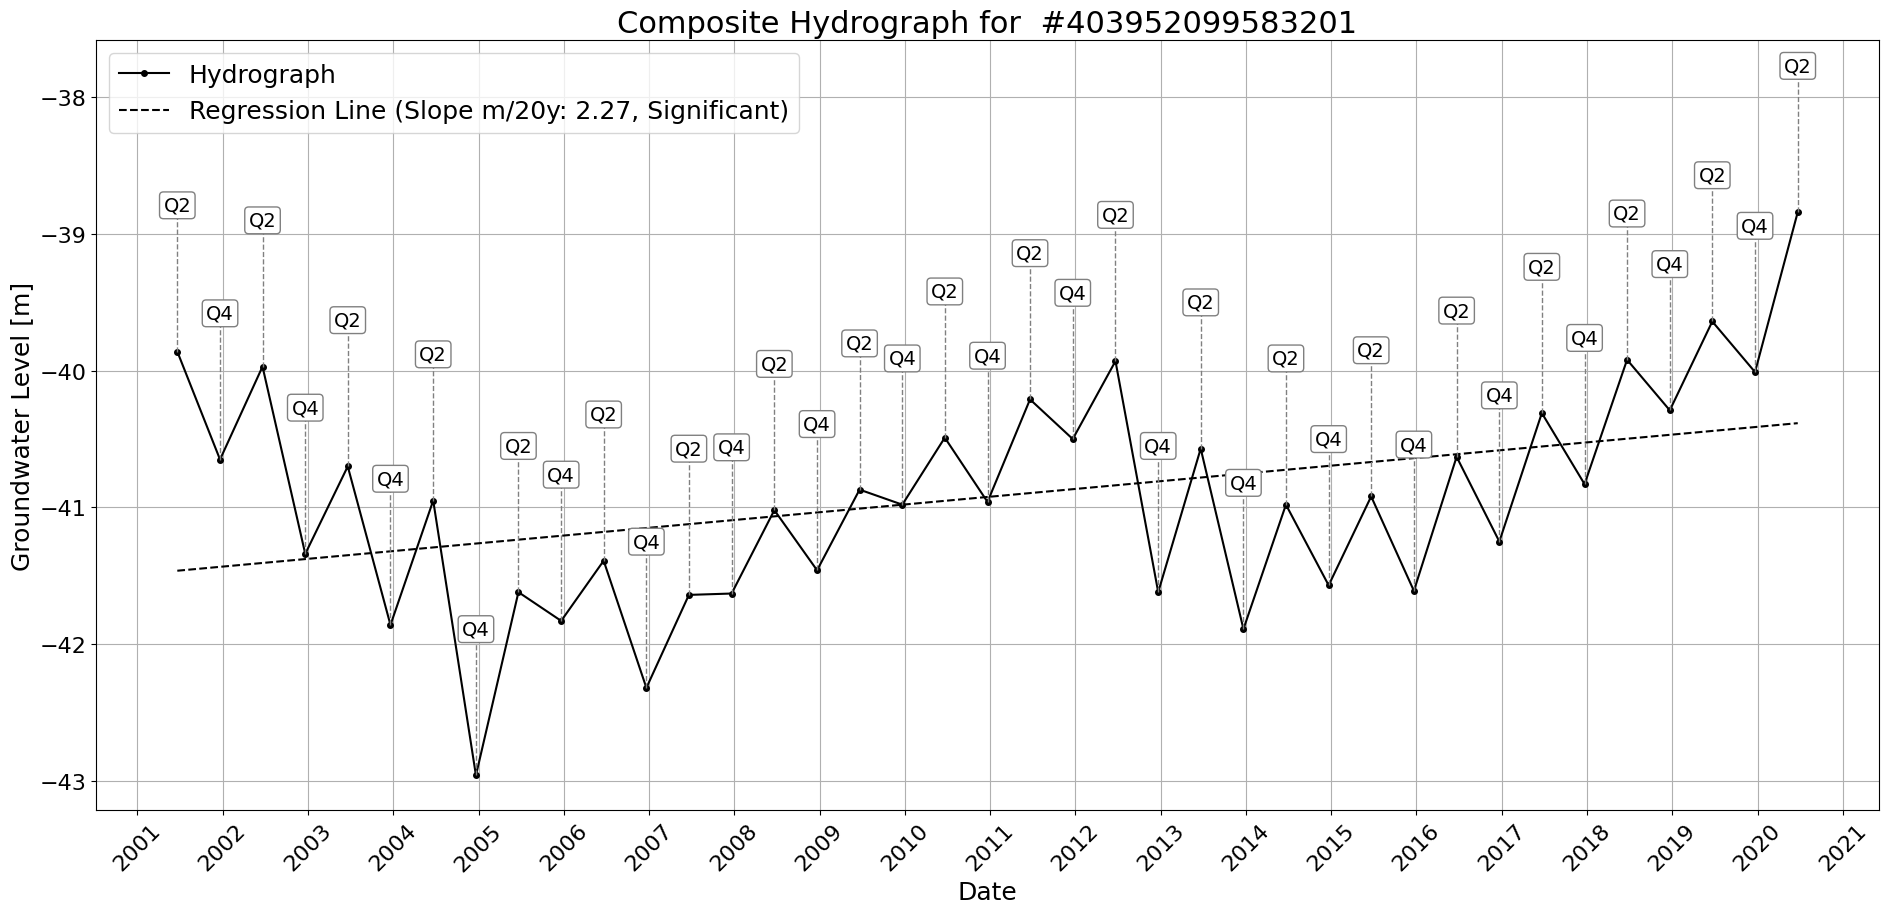 Composite Hydrograph for  #403952099583201
Hydrograph
Regression Line (Slope m/20y: 2.27, Significant)
Groundwater Level [m]
−38
−39
−40
−41
−42
−43
Q2
Q4
Q2
Q4
Q2
Q4
Q2
Q4
Q2
Q4
Q2
Q4
Q2
Q4
Q2
Q4
Q2
Q4
Q2
Q4
Q2
Q4
Q2
Q4
Q2
Q4
Q2
Q4
Q2
Q4
Q2
Q4
Q2
Q4
Q2
Q4
Q2
Q4
Q2
2001
2002
2003
2004
2005
2006
2007
2008
2009
2010
2011
2012
2013
2014
2015
2016
2017
2018
2019
2020
2021
Date